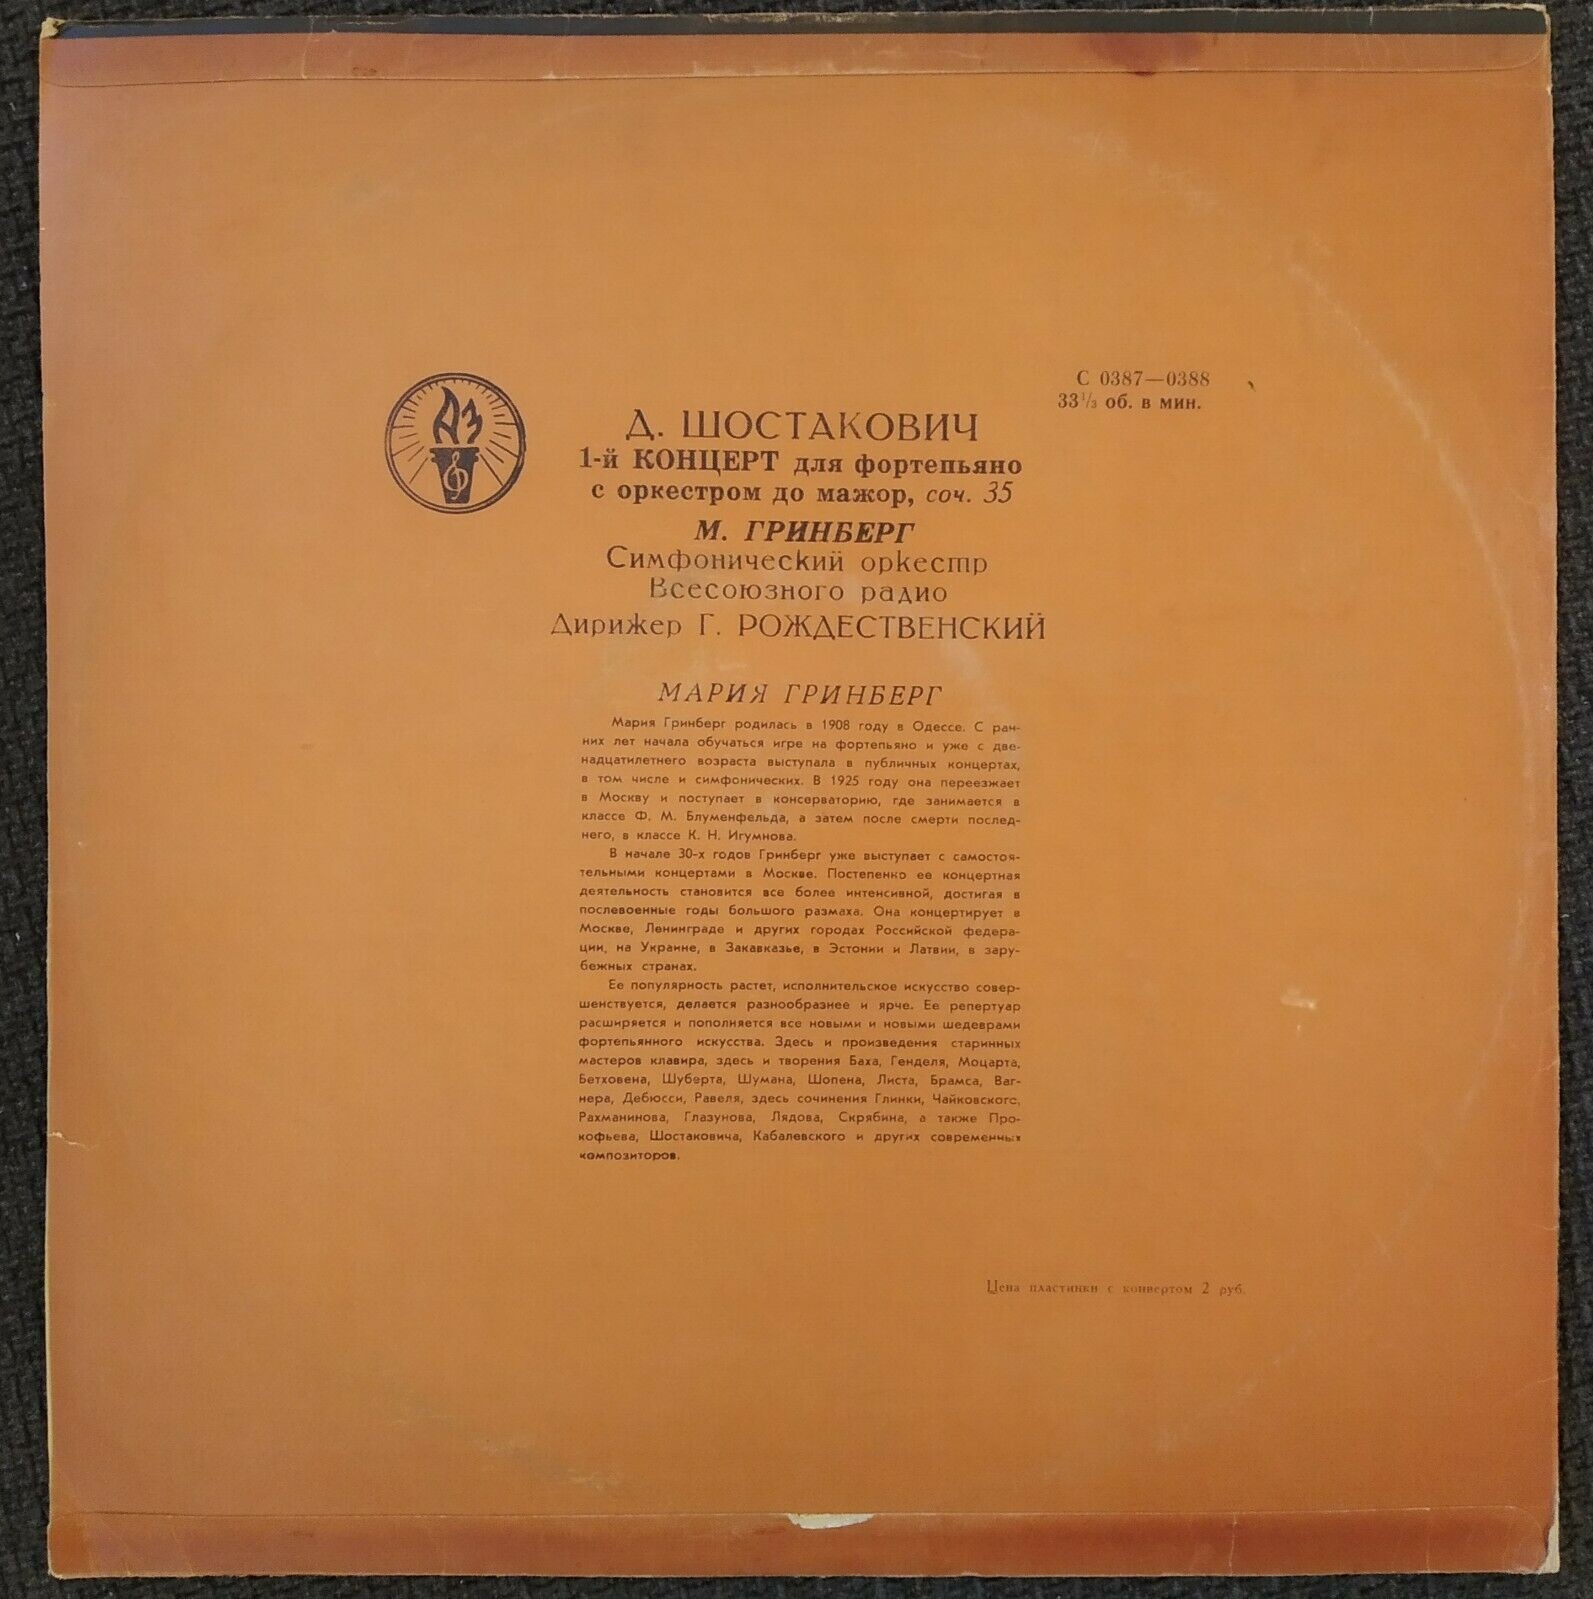 С 0387—0388
33⅓ об. в мин.
АЗ
Д. ШОСТАКОВИЧ
1-й КОНЦЕРТ для фортепьяно
с оркестром до мажор, соч. 35
М. ГРИНБЕРГ
Симфонический оркестр
Всесоюзного радио
Дирижер Г. РОЖДЕСТВЕНСКИЙ
МАРИЯ ГРИНБЕРГ
Мария Гринберг родилась в 1908 году в Одессе. С ран-
них лет начала обучаться игре на фортепьяно и уже с две-
надцатилетнего возраста выступала в публичных концертах,
в том числе и симфонических. В 1925 году она переезжает
в Москву и поступает в консерваторию, где занимается в
классе Ф. М. Блуменфельда, а затем после смерти послед-
него, в классе К. Н. Игумнова.
В начале 30-х годов Гринберг уже выступает с самостоя-
тельными концертами в Москве. Постепенно ее концертная
деятельность становится все более интенсивной, достигая в
послевоенные годы большого размаха. Она концертирует в
Москве, Ленинграде и других городах Российской федера-
ции, на Украине, в Закавказье, в Эстонии и Латвии, в зару-
бежных странах.
Ее популярность растет, исполнительское искусство совер-
шенствуется, делается разнообразнее и ярче. Ее репертуар
расширяется и пополняется все новыми и новыми шедеврами
фортепьянного искусства. Здесь и произведения старинных
мастеров клавира, здесь и творения Баха, Генделя, Моцарта,
Бетховена, Шуберта, Шумана, Шопена, Листа, Брамса, Ваг-
нера, Дебюсси, Равеля, здесь сочинения Глинки, Чайковского,
Рахманинова, Глазунова, Лядова, Скрябина, а также Про-
кофьева, Шостаковича, Кабалевского и других современных
композиторов.
Цена пластинки с конвертом 2 руб.